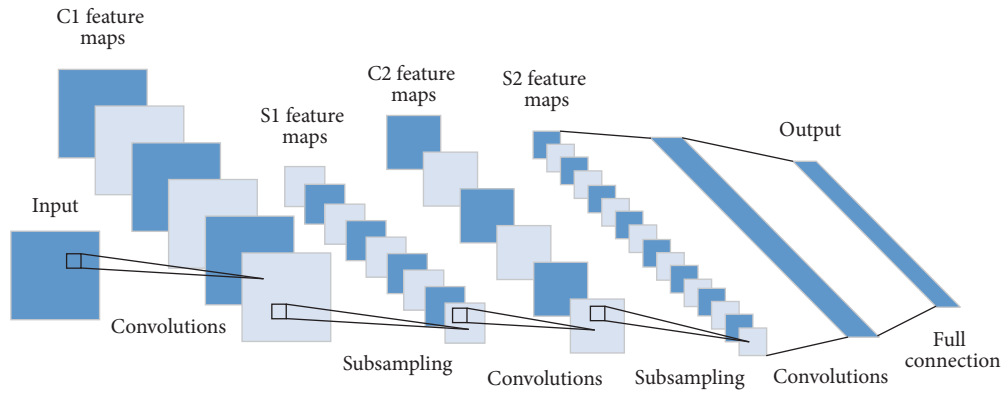 C1 feature
maps
C2 feature
maps
S2 feature
maps
S1 feature
maps
Output
Input
Convolutions
Subsampling
Convolutions
Subsampling
Convolutions
Full
connection